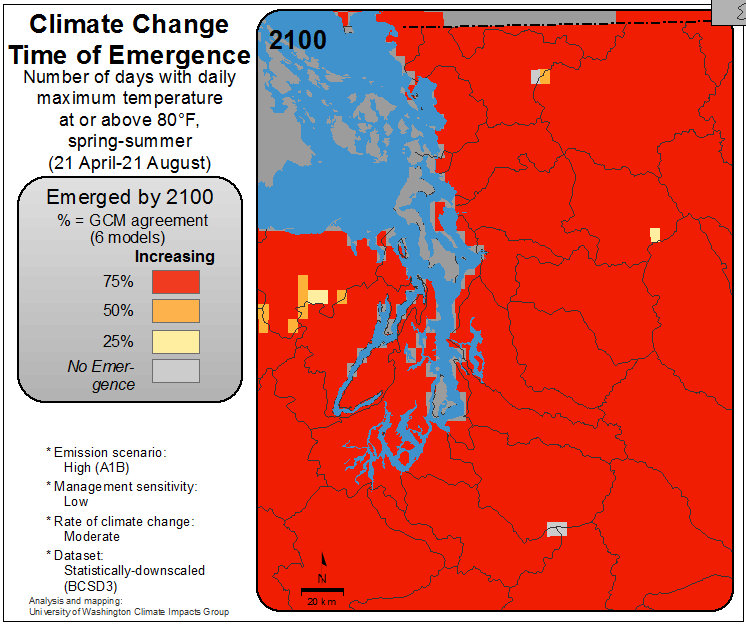 Climate Change
Time of Emergence
Number of days with daily
maximum temperature
at or above 80°F,
spring-summer
(21 April-21 August)
Emerged by 2100
% = GCM agreement
(6 models)
Increasing
75%
50%
25%
No Emer-
gence
* Emission scenario:
High (A1B)
* Management sensitivity:
Low
* Rate of climate change:
Moderate
* Dataset:
Statistically-downscaled
(BCSD3)
Analysis and mapping:
University of Washington Climate Impacts Group
2100
N
20 km